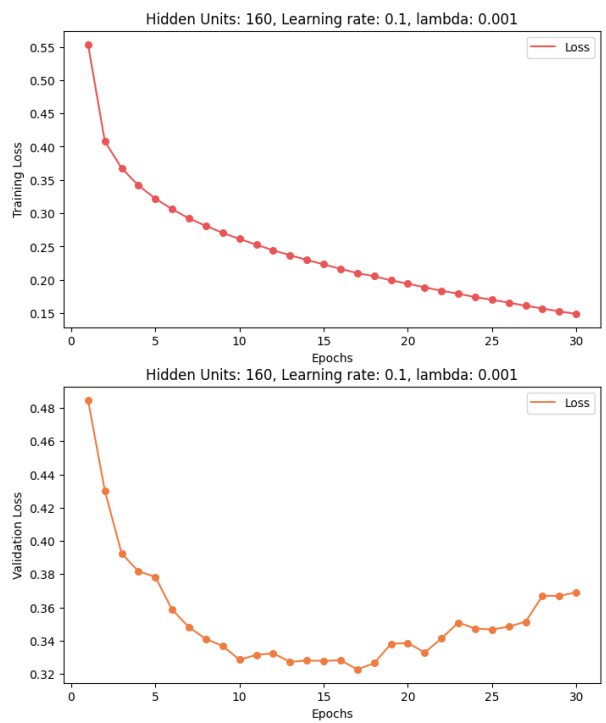 Hidden Units: 160, Learning rate: 0.1, lambda: 0.001
Loss
Training Loss
0.55
0.50
0.45
0.40
0.35
0.30
0.25
0.20
0.15
0 5 10 15 20 25 30
Epochs
Hidden Units: 160, Learning rate: 0.1, lambda: 0.001
Loss
Validation Loss
0.48
0.46
0.44
0.42
0.40
0.38
0.36
0.34
0.32
0 5 10 15 20 25 30
Epochs